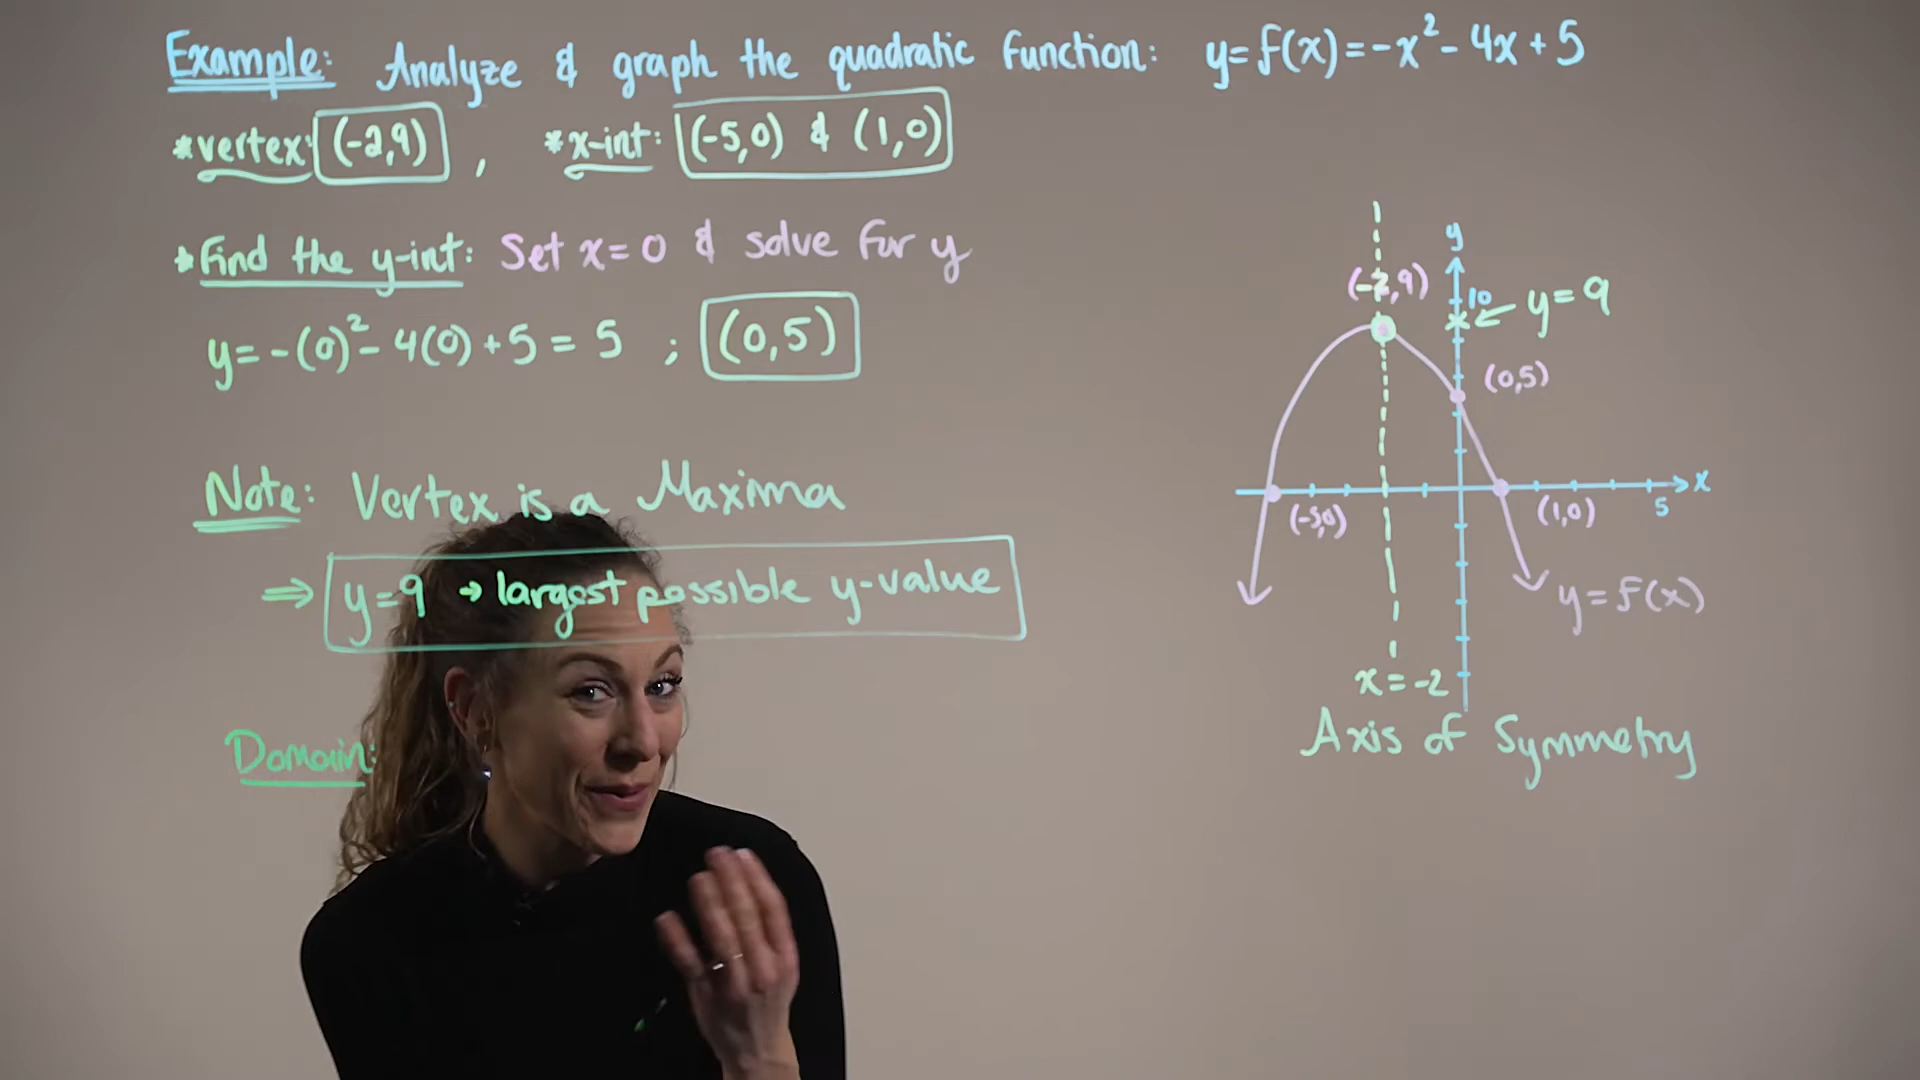 Example: Analyze & graph the quadratic function: y=f(x)=-x²-4x+5
*vertex: (-2,9) , *x-int: (-5,0) & (1,0)
*Find the y-int: Set x=0 & solve for y
y=-(0)²-4(0)+5=5 ; (0,5)
Note: Vertex is a Maxima
⇒ y=9 → largest possible y-value
Domain:
y
(-2,9)
10
y=9
(0,5)
x
5
(-5,0)
(1,0)
y=f(x)
x=-2
Axis of Symmetry